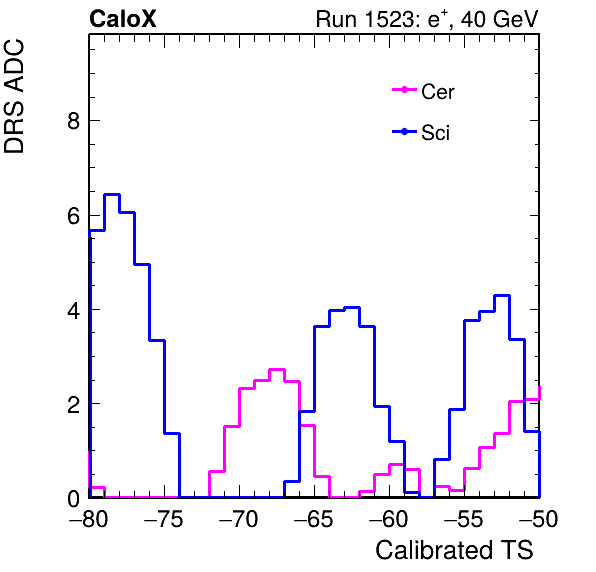 CaloX Run 1523: e⁺, 40 GeV
DRS ADC
Cer
Sci
8
6
4
2
0
−80 −75 −70 −65 −60 −55 −50
Calibrated TS